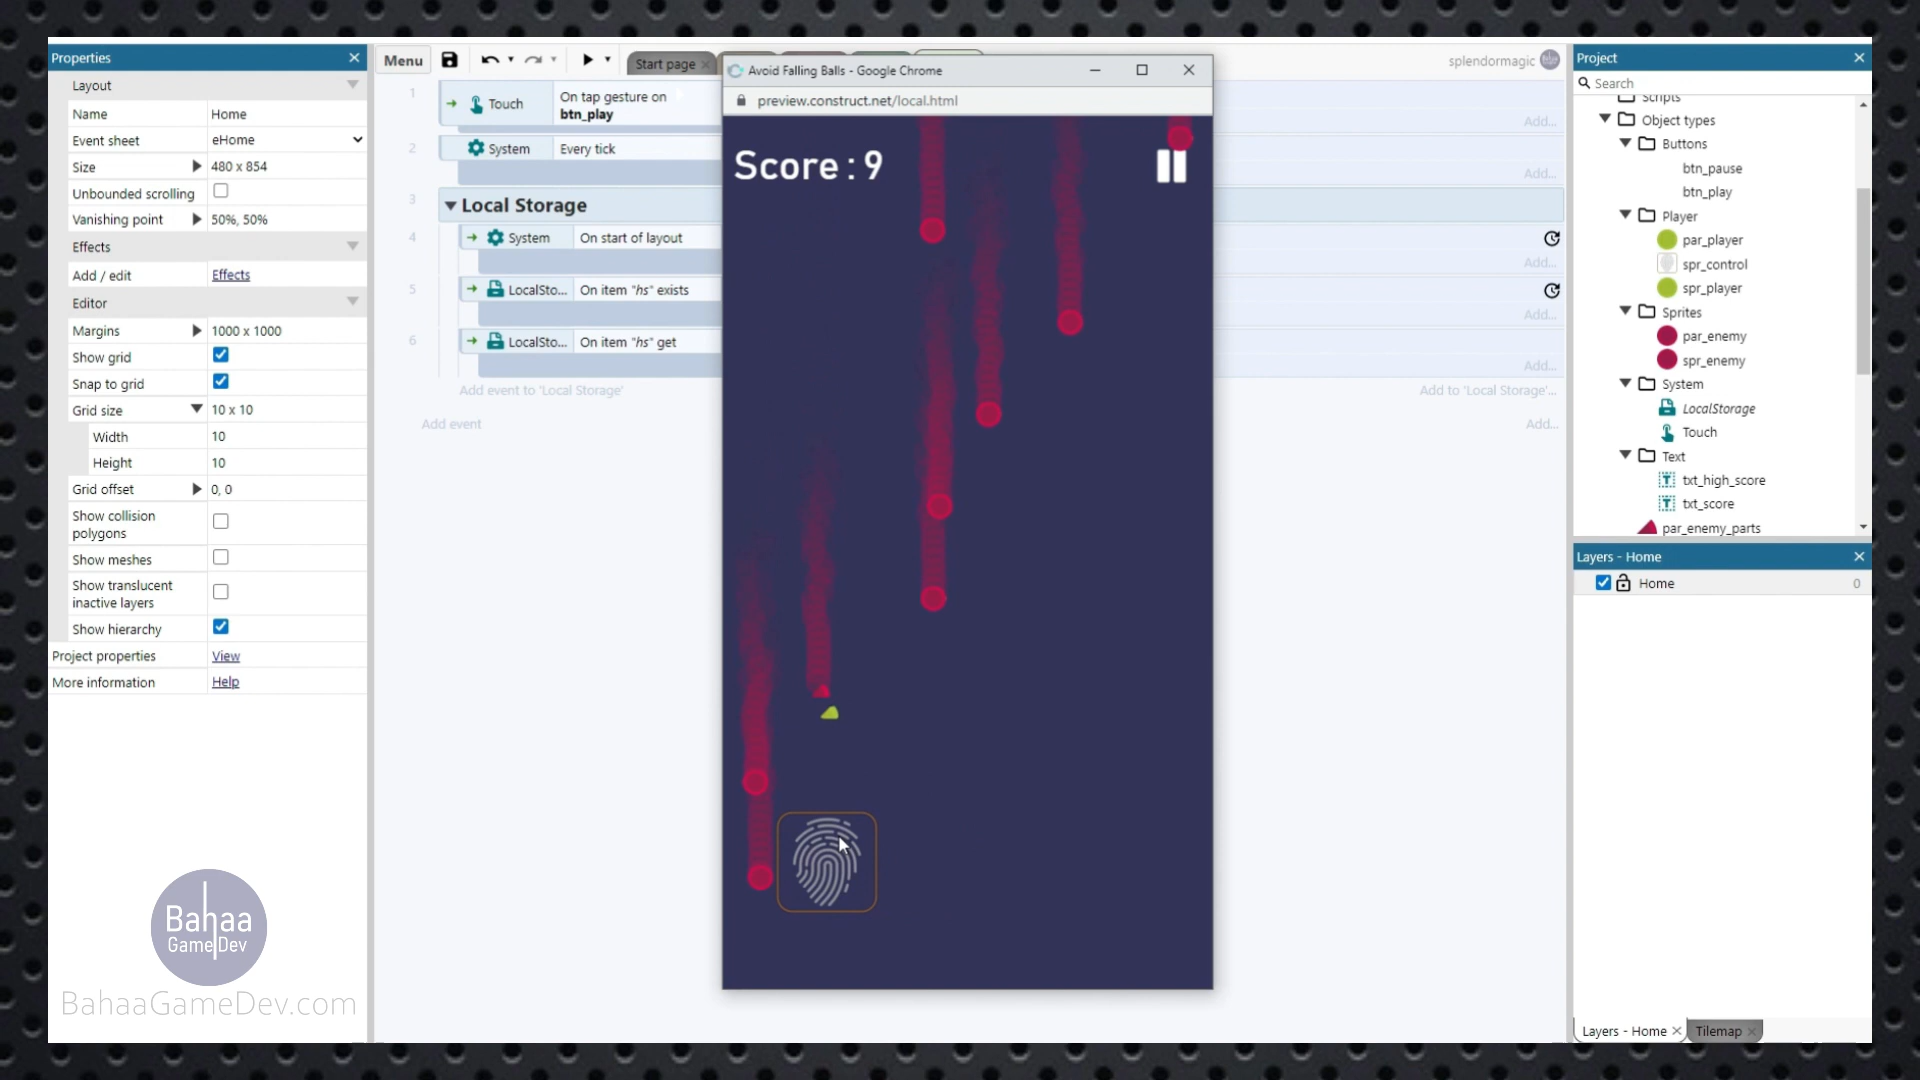 Properties
Layout
Name Home
Event sheet eHome
Size 480 x 854
Unbounded scrolling
Vanishing point 50%, 50%
Effects
Add / edit Effects
Editor
Margins 1000 x 1000
Show grid
Snap to grid
Grid size 10 x 10
Width 10
Height 10
Grid offset 0, 0
Show collision
polygons
Show meshes
Show translucent
inactive layers
Show hierarchy
Project properties View
More information Help
Bahaa
GameDev
BahaaGameDev.com
Menu
Start page
splendormagic
1 Touch On tap gesture on
btn_play
Add...
2 System Every tick
Add...
3 Local Storage
4 System On start of layout
Add...
5 LocalSto... On item "hs" exists
Add...
6 LocalSto... On item "hs" get
Add...
Add event to 'Local Storage'
Add to 'Local Storage'...
Add event
Add...
Avoid Falling Balls - Google Chrome
preview.construct.net/local.html
Score : 9
Project
Search
Scripts
Object types
Buttons
btn_pause
btn_play
Player
par_player
spr_control
spr_player
Sprites
par_enemy
spr_enemy
System
LocalStorage
Touch
Text
txt_high_score
txt_score
par_enemy_parts
Layers - Home
Home 0
Layers - Home
Tilemap